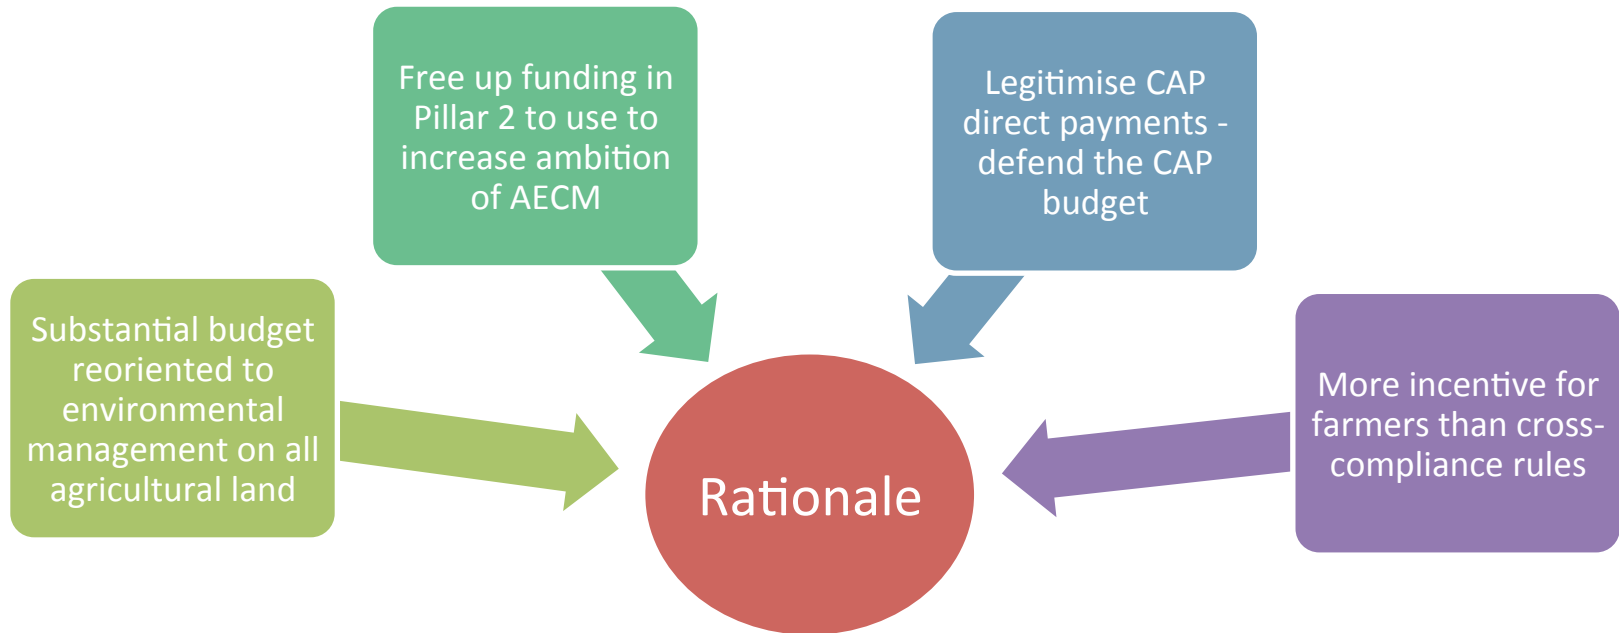 Free up funding in
Pillar 2 to use to
increase ambition
of AECM
Legitimise CAP
direct payments -
defend the CAP
budget
Substantial budget
reoriented to
environmental
management on all
agricultural land
More incentive for
farmers than cross-
compliance rules
Rationale